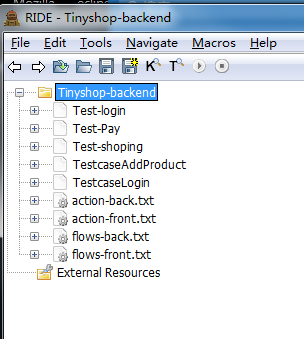 RIDE - Tinyshop-backend
File Edit Tools Navigate Macros Help
K T
Tinyshop-backend
Test-login
Test-Pay
Test-shoping
TestcaseAddProduct
TestcaseLogin
action-back.txt
action-front.txt
flows-back.txt
flows-front.txt
External Resources